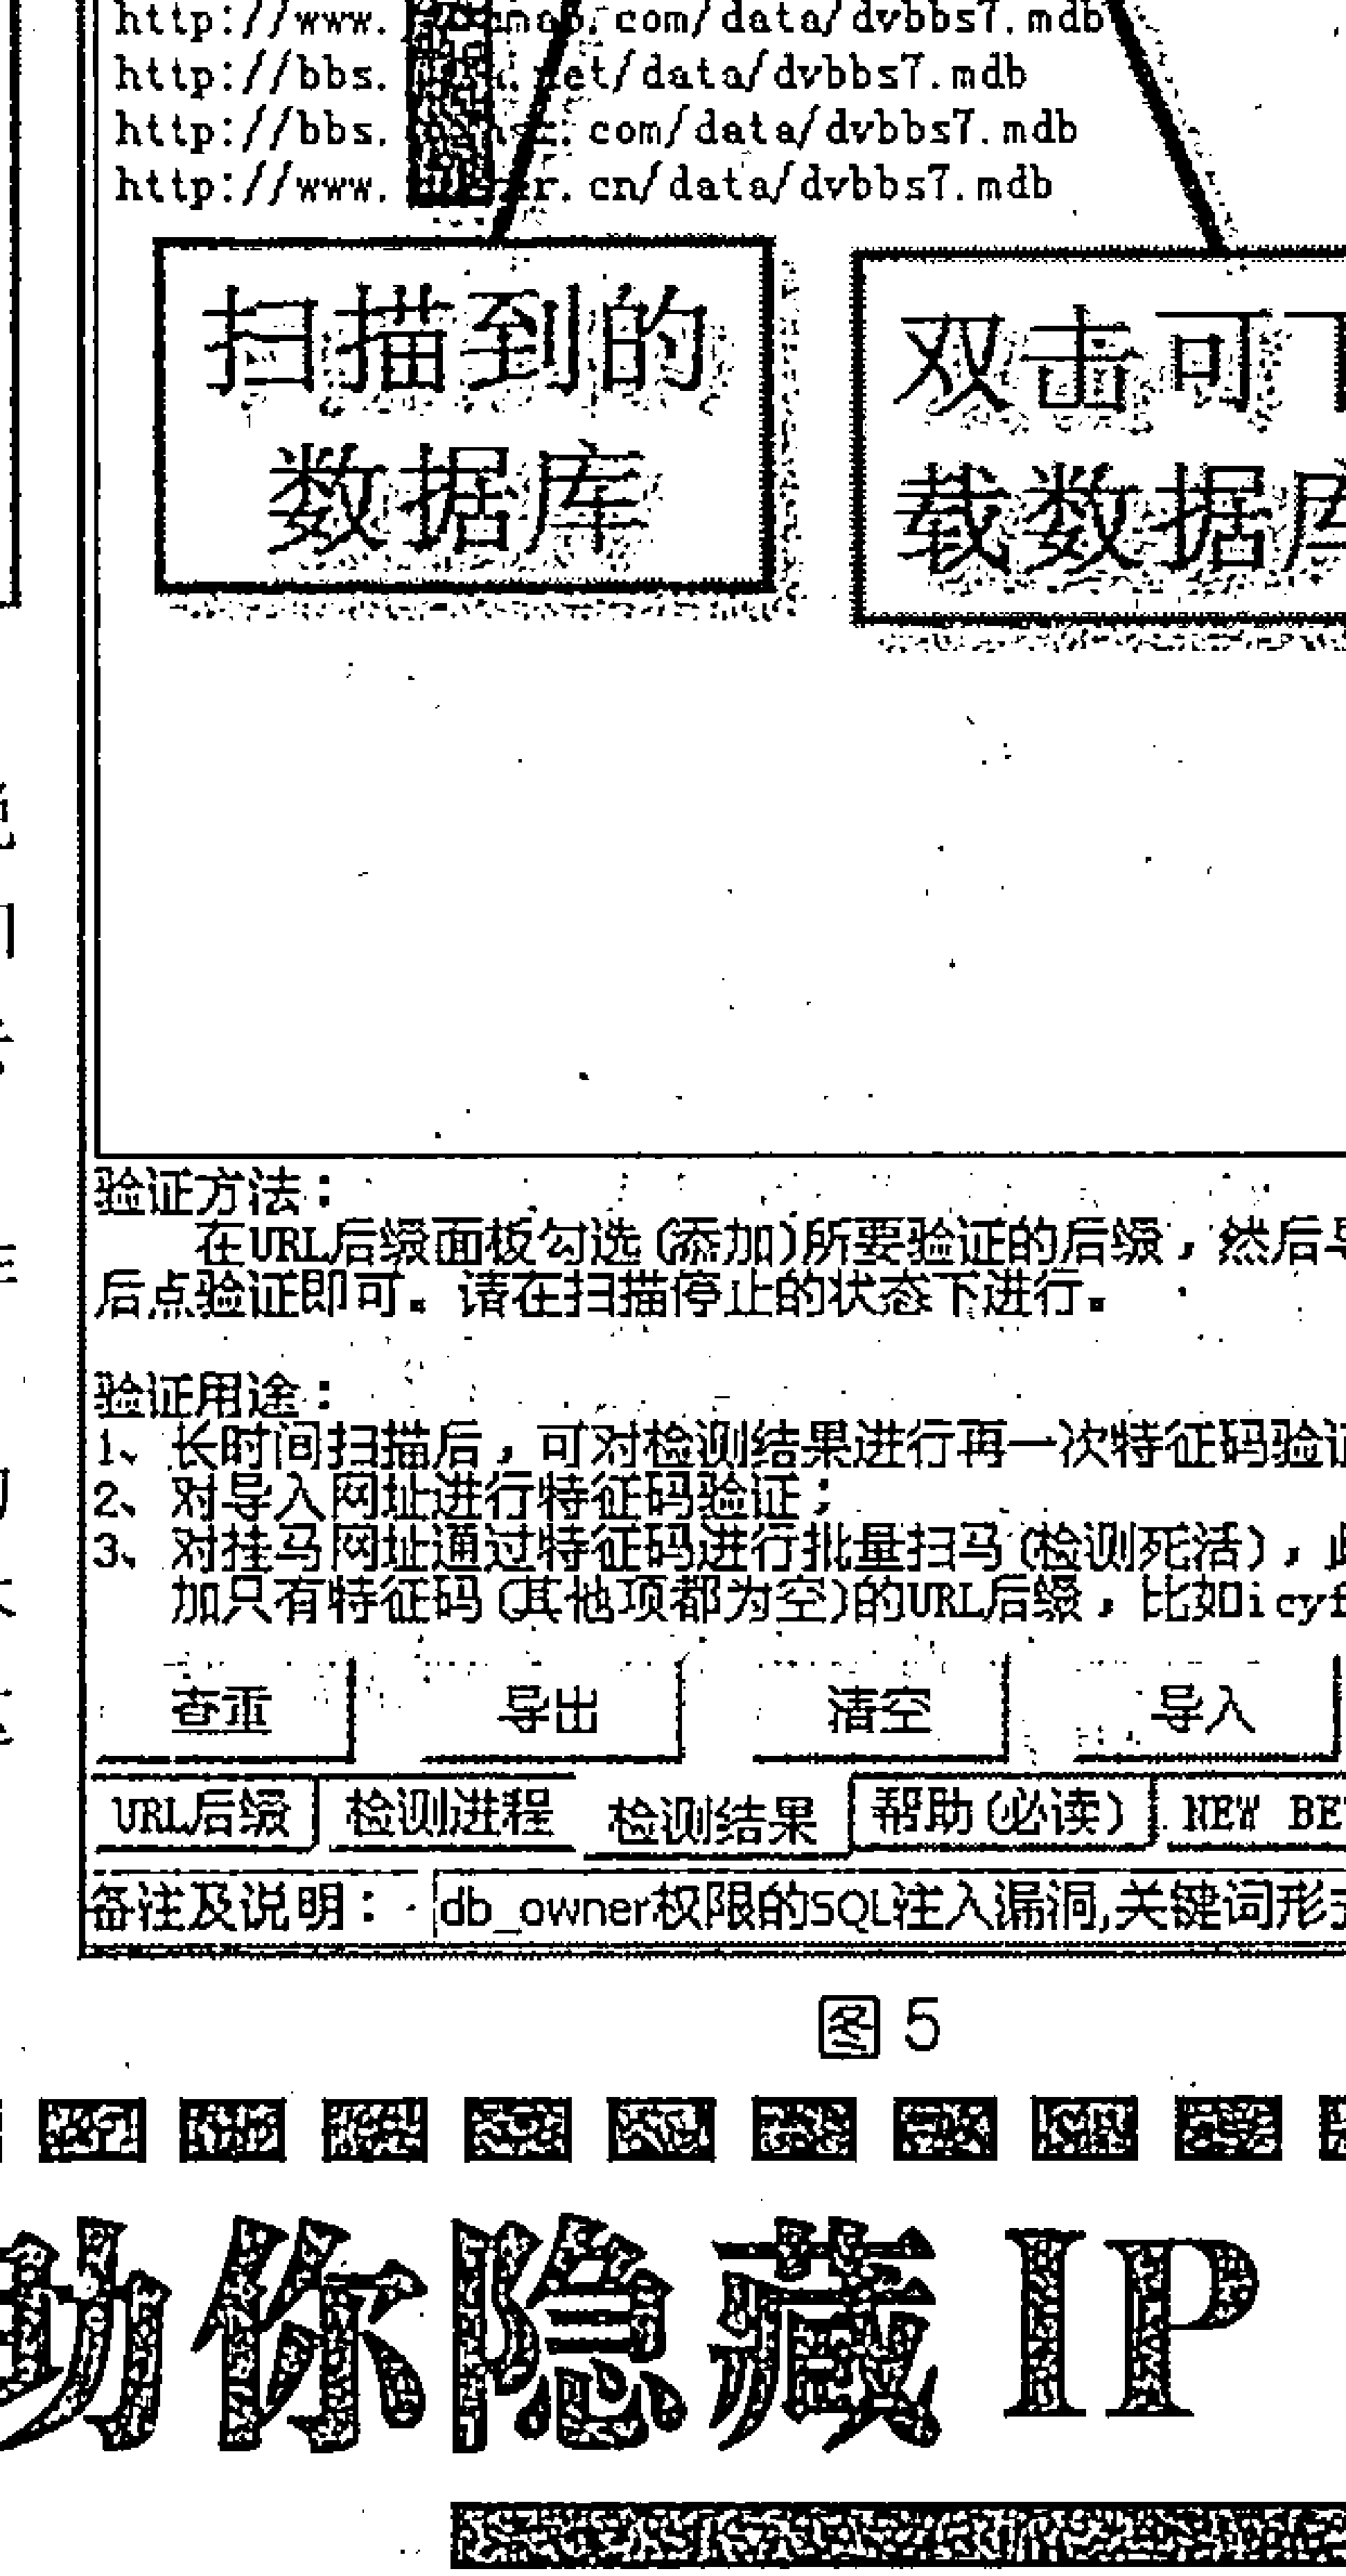 com/data/dvbbs7.mdb
http://bbs. net/data/dvbbs7.mdb
http://bbs. com/data/dvbbs7.mdb
http://www. cn/data/dvbbs7.mdb
扫描到的
数据库
双击可下
载数据库
验证方法：
在URL后缀面板勾选(添加)所要验证的后缀，然后导
后点验证即可。请在扫描停止的状态下进行。
验证用途：
1、长时间扫描后，可对检测结果进行再一次特征码验证
2、对导入网址进行特征码验证；
3、对挂马网址通过特征码进行批量扫马(检测死活)，此
加只有特征码(其他项都为空)的URL后缀，比如icyf
查重 导出 清空 导入
URL后缀 检测进程 检测结果 帮助(必读) NEW BE
备注及说明： db_owner权限的SQL注入漏洞,关键词形式
图 5
助你隐藏 IP